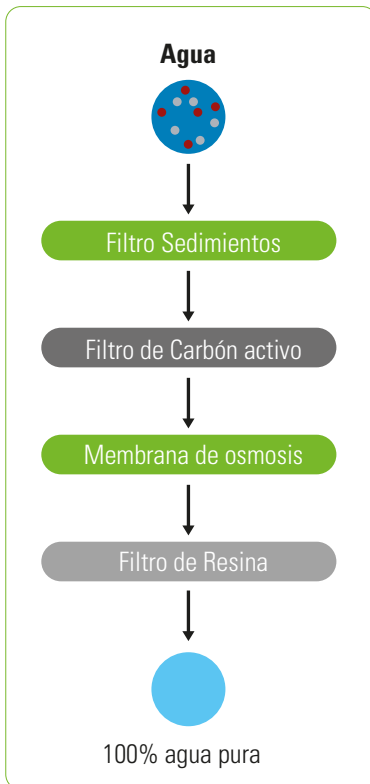 Agua
Filtro Sedimientos
Filtro de Carbón activo
Membrana de osmosis
Filtro de Resina
100% agua pura